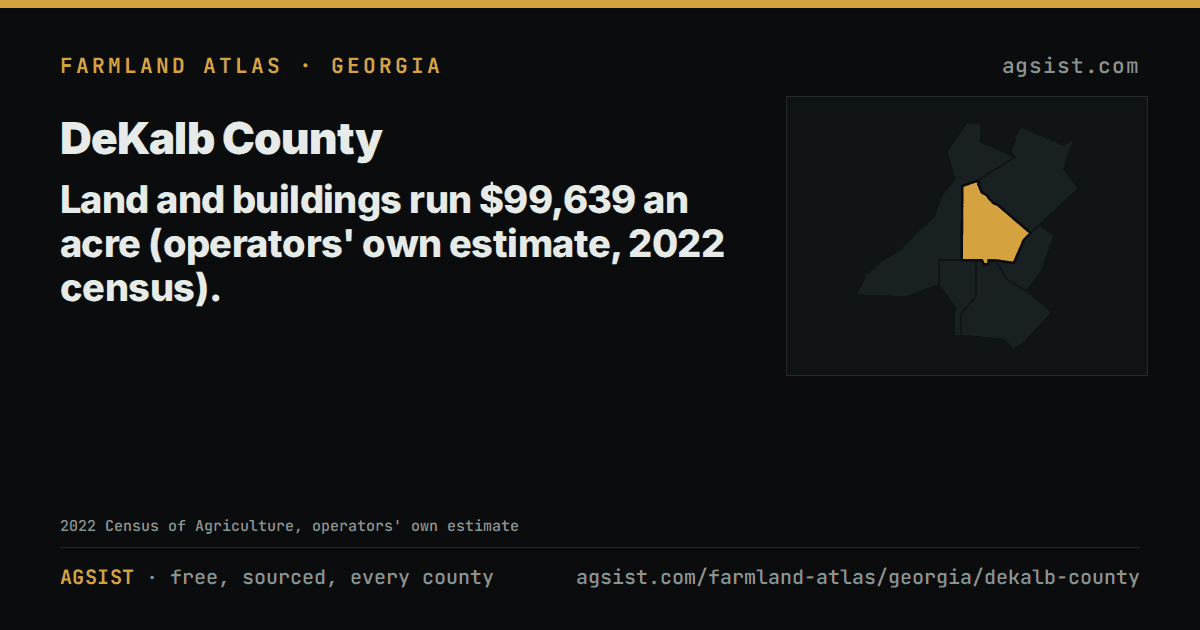 FARMLAND ATLAS · GEORGIA
agsist.com
DeKalb County
Land and buildings run $99,639 an
acre (operators' own estimate, 2022
census).
2022 Census of Agriculture, operators' own estimate
AGSIST · free, sourced, every county
agsist.com/farmland-atlas/georgia/dekalb-county